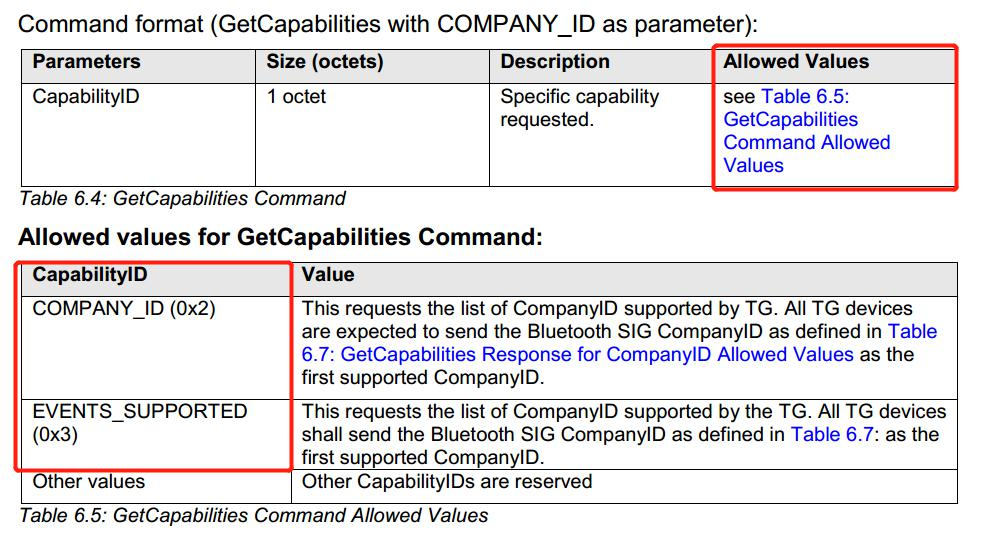 Command format (GetCapabilities with COMPANY_ID as parameter):
Parameters Size (octets) Description Allowed Values
CapabilityID 1 octet Specific capability see Table 6.5:
requested. GetCapabilities
Command Allowed
Values
Table 6.4: GetCapabilities Command
Allowed values for GetCapabilities Command:
CapabilityID Value
COMPANY_ID (0x2) This requests the list of CompanyID supported by TG. All TG devices
are expected to send the Bluetooth SIG CompanyID as defined in Table
6.7: GetCapabilities Response for CompanyID Allowed Values as the
first supported CompanyID.
EVENTS_SUPPORTED This requests the list of CompanyID supported by the TG. All TG devices
(0x3) shall send the Bluetooth SIG CompanyID as defined in Table 6.7: as the
first supported CompanyID.
Other values Other CapabilityIDs are reserved
Table 6.5: GetCapabilities Command Allowed Values